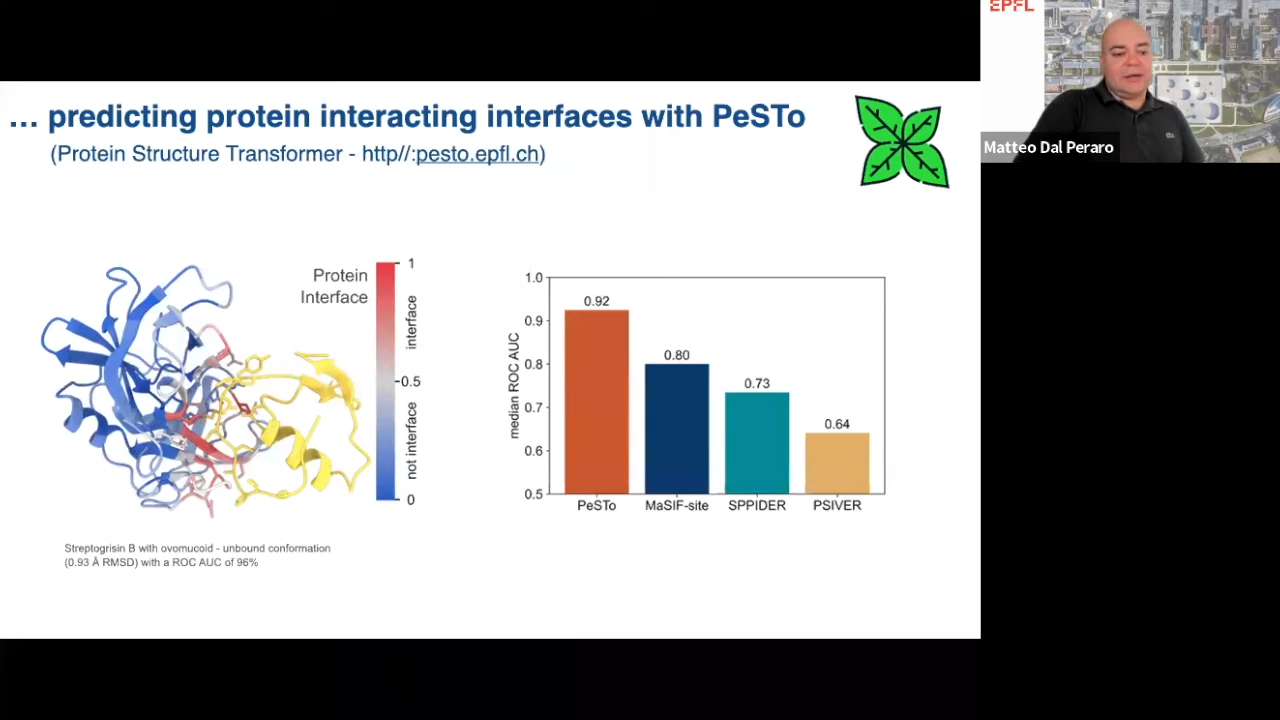 EPFL
Matteo Dal Peraro
... predicting protein interacting interfaces with PeSTo
(Protein Structure Transformer - http//:pesto.epfl.ch)
Protein
Interface
1
0.5
0
interface
not interface
Streptogrisin B with ovomucoid - unbound conformation
(0.93 Å RMSD) with a ROC AUC of 96%
median ROC AUC
1.0
0.9
0.8
0.7
0.6
0.5
0.92
0.80
0.73
0.64
PeSTo
MaSIF-site
SPPIDER
PSIVER